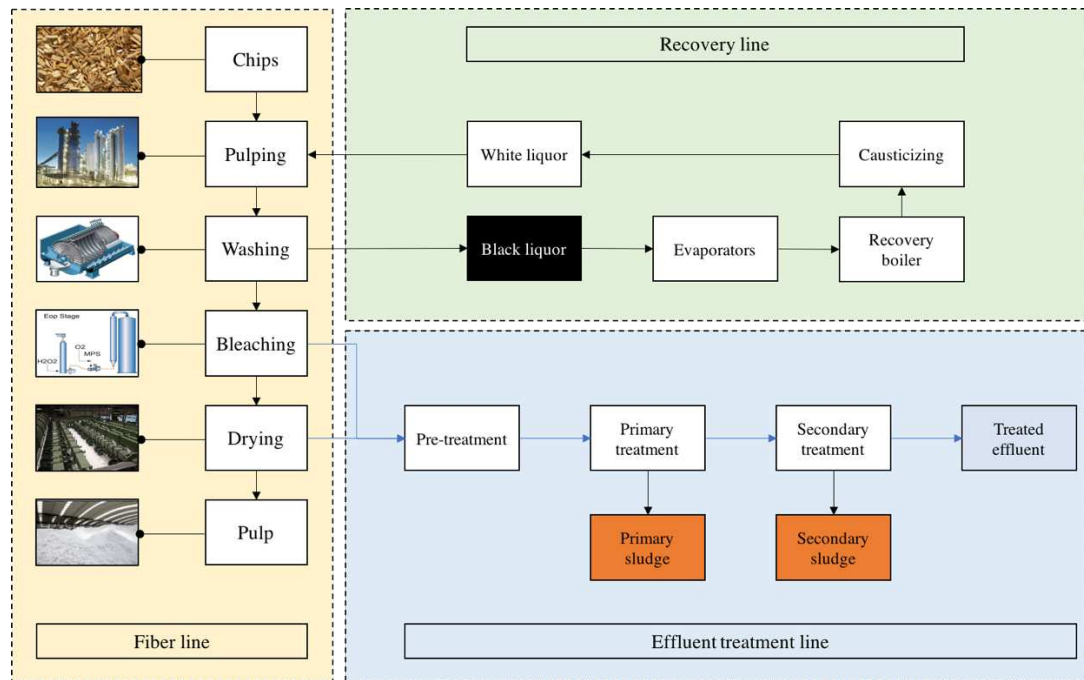 Chips
Pulping
Washing
Eop Stage
O2
MPS
H2O2
Bleaching
Drying
Pulp
Fiber line
Recovery line
White liquor
Causticizing
Black liquor
Evaporators
Recovery
boiler
Pre-treatment
Primary
treatment
Secondary
treatment
Treated
effluent
Primary
sludge
Secondary
sludge
Effluent treatment line